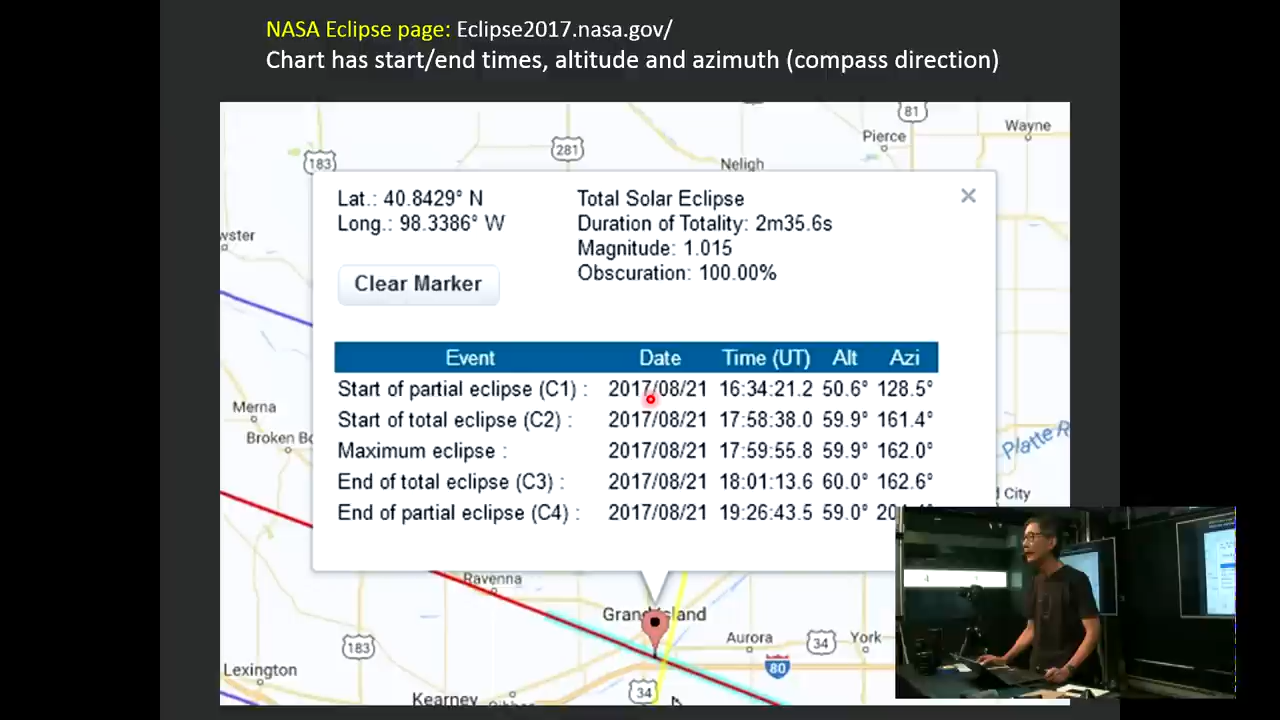 NASA Eclipse page: Eclipse2017.nasa.gov/
Chart has start/end times, altitude and azimuth (compass direction)
81
Wayne
Pierce
183
281
Neligh
Lat.: 40.8429° N
Long.: 98.3386° W
Total Solar Eclipse
Duration of Totality: 2m35.6s
Magnitude: 1.015
Obscuration: 100.00%
wster
Clear Marker
Event Date Time (UT) Alt Azi
Start of partial eclipse (C1) : 2017/08/21 16:34:21.2 50.6° 128.5°
Start of total eclipse (C2) : 2017/08/21 17:58:38.0 59.9° 161.4°
Maximum eclipse : 2017/08/21 17:59:55.8 59.9° 162.0°
End of total eclipse (C3) : 2017/08/21 18:01:13.6 60.0° 162.6°
End of partial eclipse (C4) : 2017/08/21 19:26:43.5 59.0°
Merna
Broken Bo
Platte R
d City
Ravenna
Grand Island
Aurora
34
York
183
80
Lexington
Kearney
34